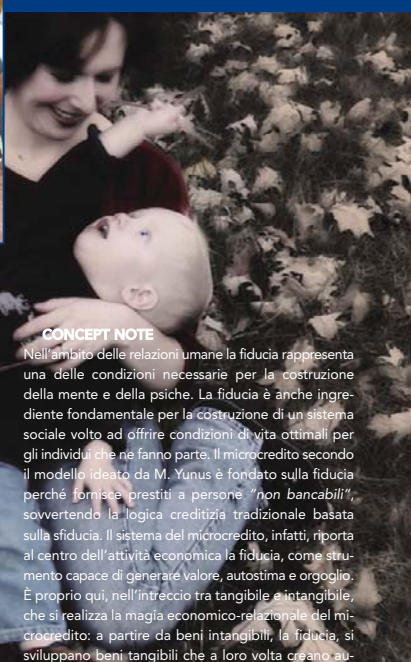 CONCEPT NOTE
Nell'ambito delle relazioni umane la fiducia rappresenta
una delle condizioni necessarie per la costruzione
della mente e della psiche. La fiducia è anche ingre-
diente fondamentale per la costruzione di un sistema
sociale volto ad offrire condizioni di vita ottimali per
gli individui che ne fanno parte. Il microcredito secondo
il modello ideato da M. Yunus è fondato sulla fiducia
perché fornisce prestiti a persone "non bancabili",
sovvertendo la logica creditizia tradizionale basata
sulla sfiducia. Il sistema del microcredito, infatti, riporta
al centro dell'attività economica la fiducia, come stru-
mento capace di generare valore, autostima e orgoglio.
È proprio qui, nell'intreccio tra tangibile e intangibile,
che si realizza la magia economico-relazionale del mi-
crocredito: a partire da beni intangibili, la fiducia, si
sviluppano beni tangibili che a loro volta creano au-